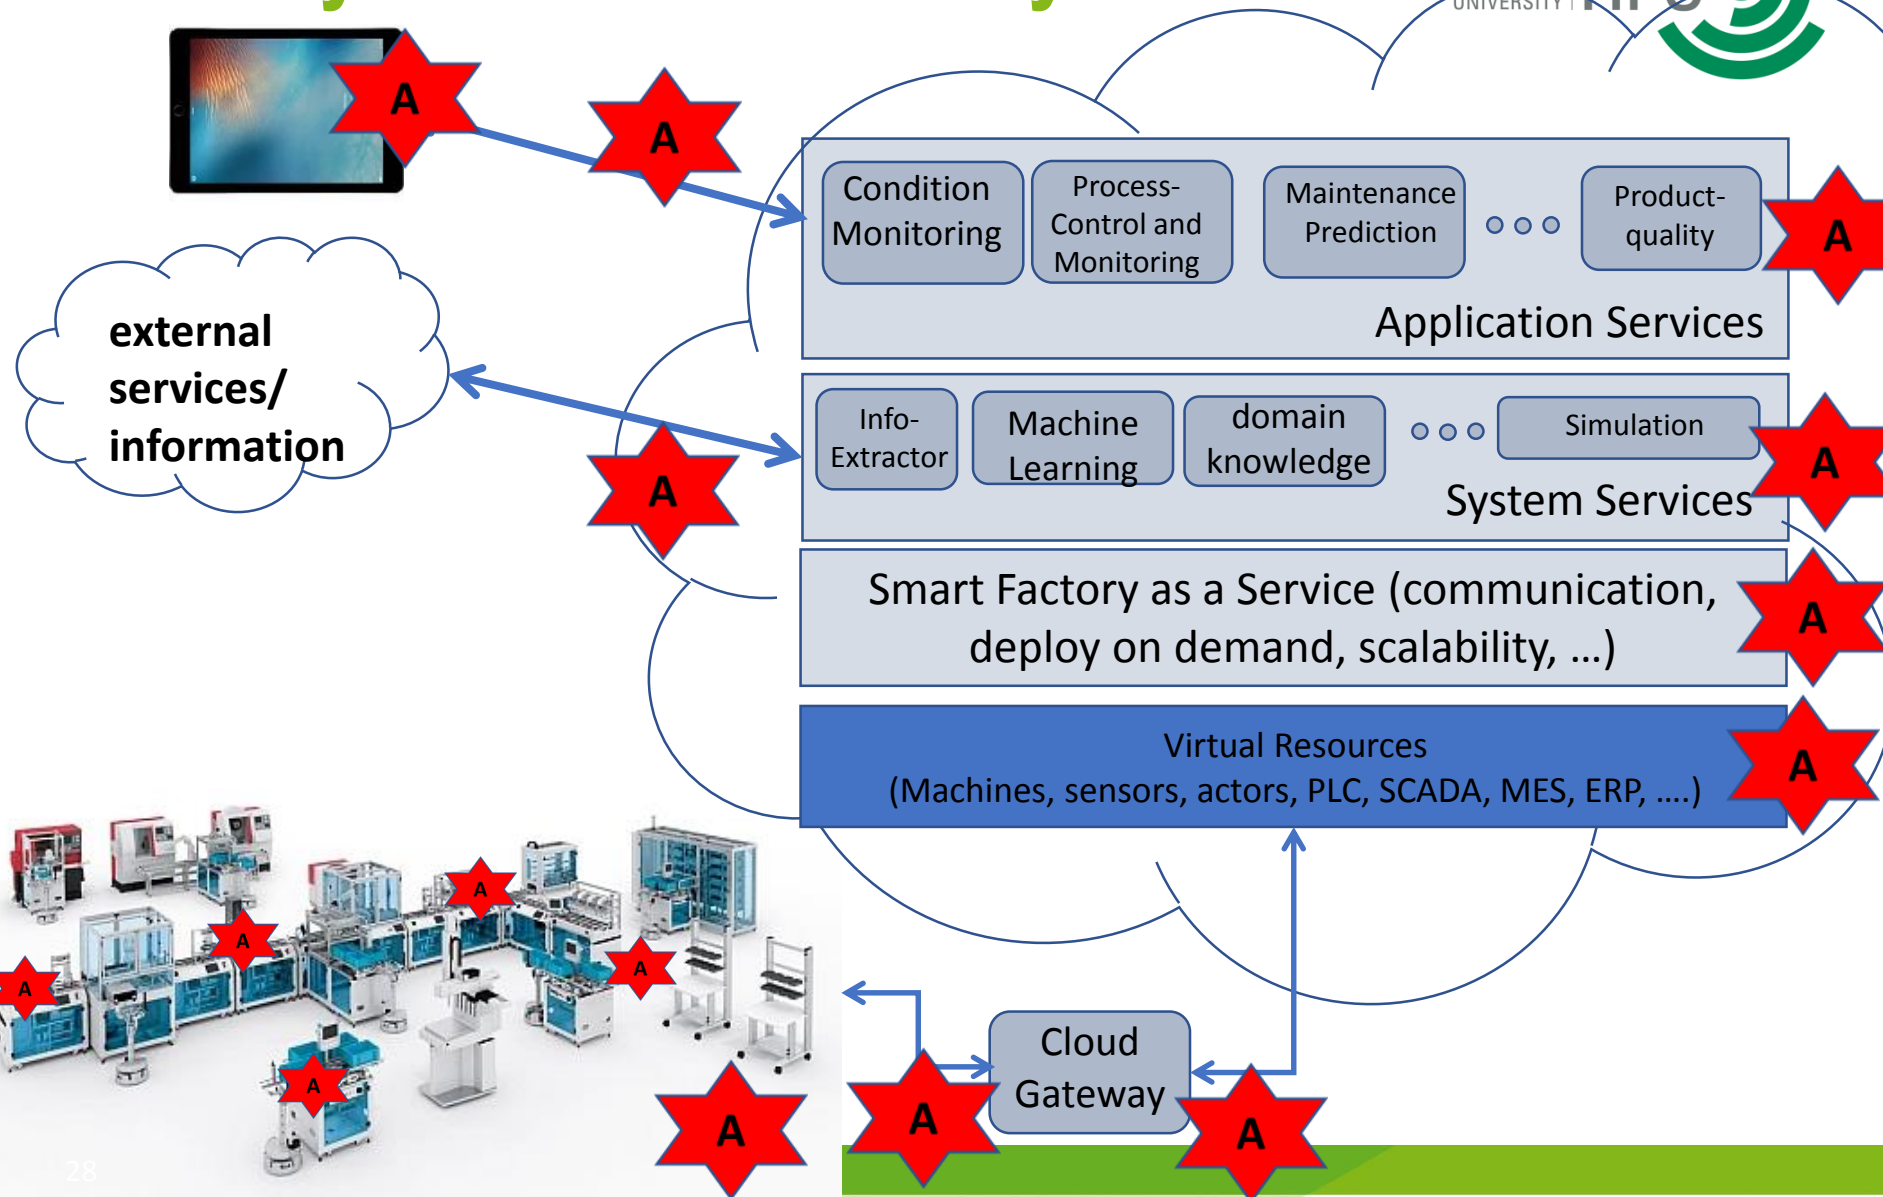 UNIVERSITY
A
A
Condition
Monitoring
Process-
Control and
Monitoring
Maintenance
Prediction
Product-
quality
A
Application Services
external
services/
information
A
Info-
Extractor
Machine
Learning
domain
knowledge
Simulation
A
System Services
Smart Factory as a Service (communication,
deploy on demand, scalability, ...)
A
Virtual Resources
(Machines, sensors, actors, PLC, SCADA, MES, ERP, ....)
A
A
A
A
A
A
Cloud
Gateway
A
A
A
28